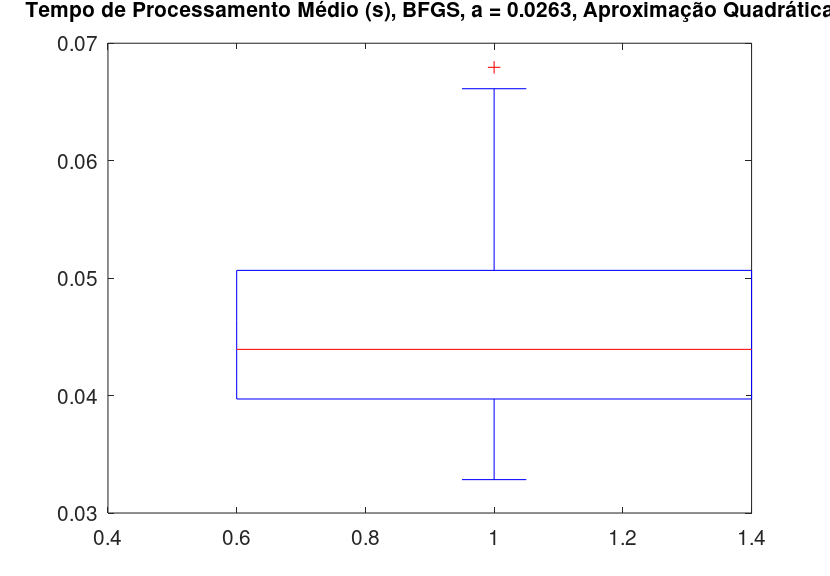 Tempo de Processamento Médio (s), BFGS, a = 0.0263, Aproximação Quadrática
0.07
0.06
0.05
0.04
0.03
0.4 0.6 0.8 1 1.2 1.4